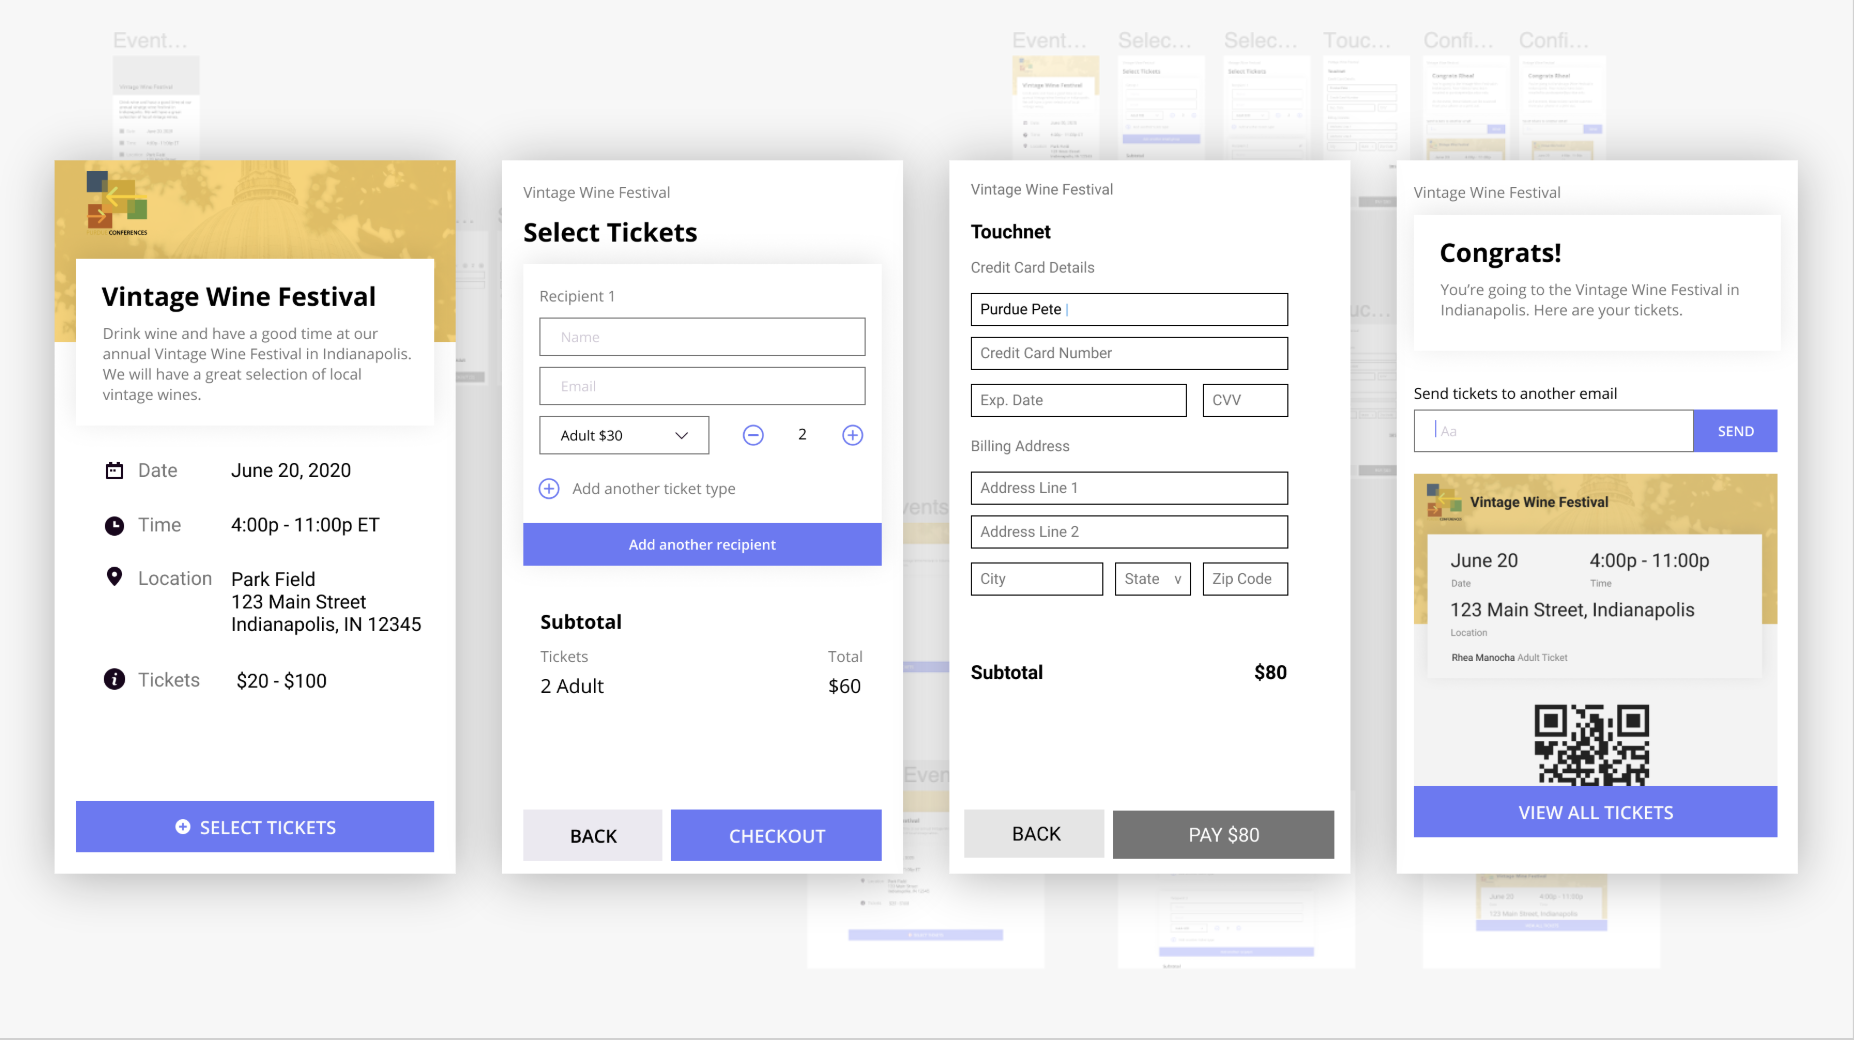 Event...
Event...
Selec...
Selec...
Touc...
Confi...
Confi...
CONFERENCES
Vintage Wine Festival
Drink wine and have a good time at our
annual Vintage Wine Festival in Indianapolis.
We will have a great selection of local
vintage wines.
Date June 20, 2020
Time 4:00p - 11:00p ET
Location Park Field
123 Main Street
Indianapolis, IN 12345
Tickets $20 - $100
SELECT TICKETS
Vintage Wine Festival
Select Tickets
Recipient 1
Name
Email
Adult $30 2
Add another ticket type
Add another recipient
Subtotal
Tickets Total
2 Adult $60
BACK CHECKOUT
Vintage Wine Festival
Touchnet
Credit Card Details
Purdue Pete
Credit Card Number
Exp. Date CVV
Billing Address
Address Line 1
Address Line 2
City State Zip Code
Subtotal $80
BACK PAY $80
Vintage Wine Festival
Congrats!
You’re going to the Vintage Wine Festival in
Indianapolis. Here are your tickets.
Send tickets to another email
Aa SEND
Vintage Wine Festival
June 20 4:00p - 11:00p
Date Time
123 Main Street, Indianapolis
Location
Rhea Manocha Adult Ticket
VIEW ALL TICKETS